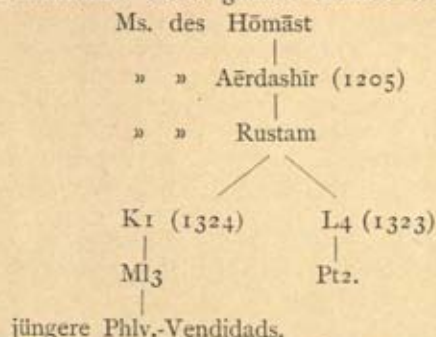 Ms. des Hōmāst
» » Aērdashīr (1205)
» » Rustam
K1 (1324) L4 (1323)
Ml3 Pt2.
jüngere Phlv.-Vendidads.